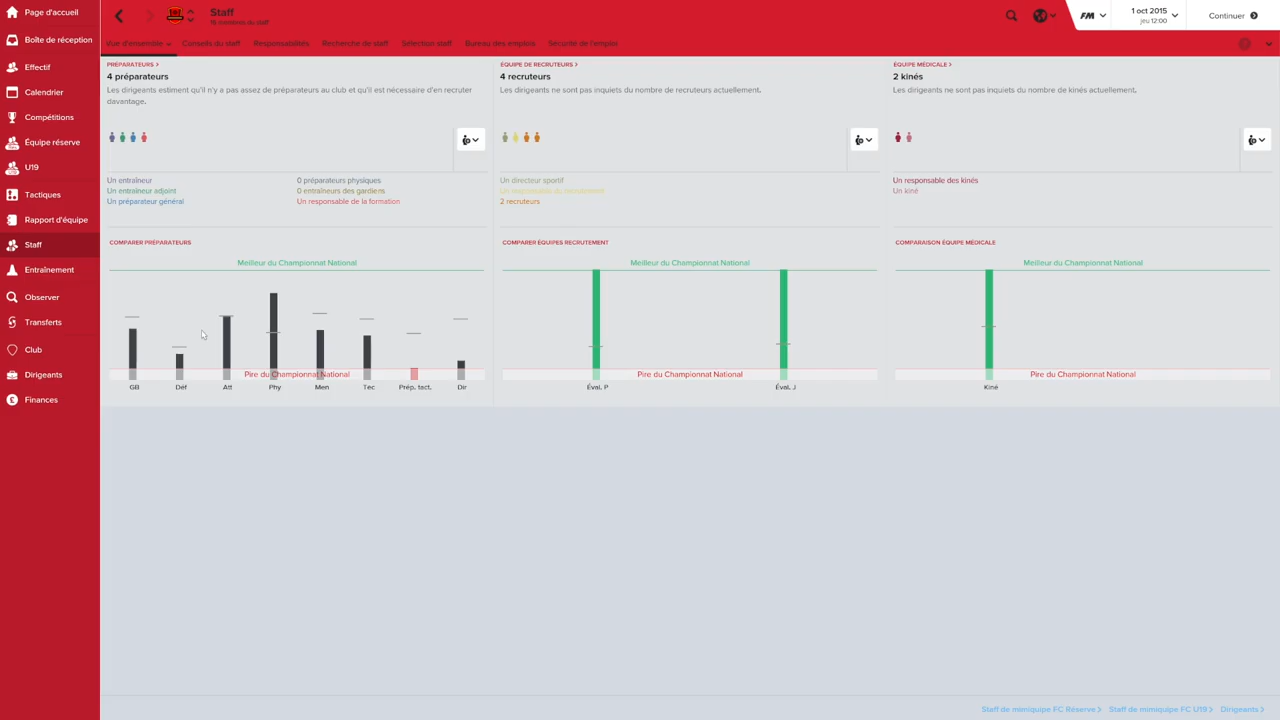 Page d'accueil
Boîte de réception
Effectif
Calendrier
Compétitions
Équipe réserve
U19
Tactiques
Rapport d'équipe
Staff
Entraînement
Observer
Transferts
Club
Dirigeants
Finances
Staff
FM
1 oct 2015
jeu 12:00
Continuer
Vue d'ensemble
Conseils du staff
Responsabilités
Recherche de staff
Sélection staff
Bureau des emplois
Sécurité de l'emploi
PRÉPARATEURS >
4 préparateurs
Les dirigeants estiment qu'il n'y a pas assez de préparateurs au club et qu'il est nécessaire d'en recruter
davantage.
Un entraîneur
Un entraîneur adjoint
Un préparateur général
0 préparateurs physiques
0 entraîneurs des gardiens
Un responsable de la formation
COMPARER PRÉPARATEURS
Meilleur du Championnat National
Pire du Championnat National
GB Déf Att Phy Men Tec Prép. tact. Dir
ÉQUIPE DE RECRUTEURS >
4 recruteurs
Les dirigeants ne sont pas inquiets du nombre de recruteurs actuellement.
Un directeur sportif
Un responsable du recrutement
2 recruteurs
COMPARER ÉQUIPES RECRUTEMENT
Meilleur du Championnat National
Pire du Championnat National
Éval. P Éval. J
ÉQUIPE MÉDICALE >
2 kinés
Les dirigeants ne sont pas inquiets du nombre de kinés actuellement.
Un responsable des kinés
Un kiné
COMPARAISON ÉQUIPE MÉDICALE
Meilleur du Championnat National
Pire du Championnat National
Kiné
Staff de mimiquipe FC Réserve >
Staff de mimiquipe FC U19 >
Dirigeants >